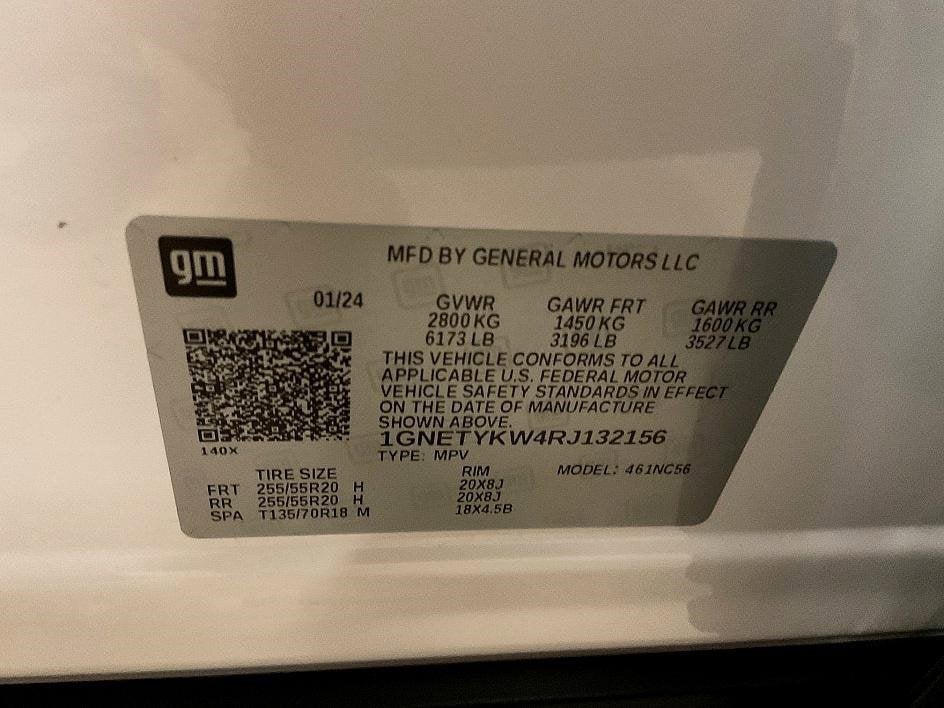 gm
MFD BY GENERAL MOTORS LLC
01/24
GVWR GAWR FRT GAWR RR
2800 KG 1450 KG 1600 KG
6173 LB 3196 LB 3527 LB
THIS VEHICLE CONFORMS TO ALL
APPLICABLE U.S. FEDERAL MOTOR
VEHICLE SAFETY STANDARDS IN EFFECT
ON THE DATE OF MANUFACTURE
SHOWN ABOVE.
1GNETYKW4RJ132156
140X
TYPE: MPV
TIRE SIZE RIM MODEL: 461NC56
FRT 255/55R20 H 20X8J
RR 255/55R20 H 20X8J
SPA T135/70R18 M 18X4.5B